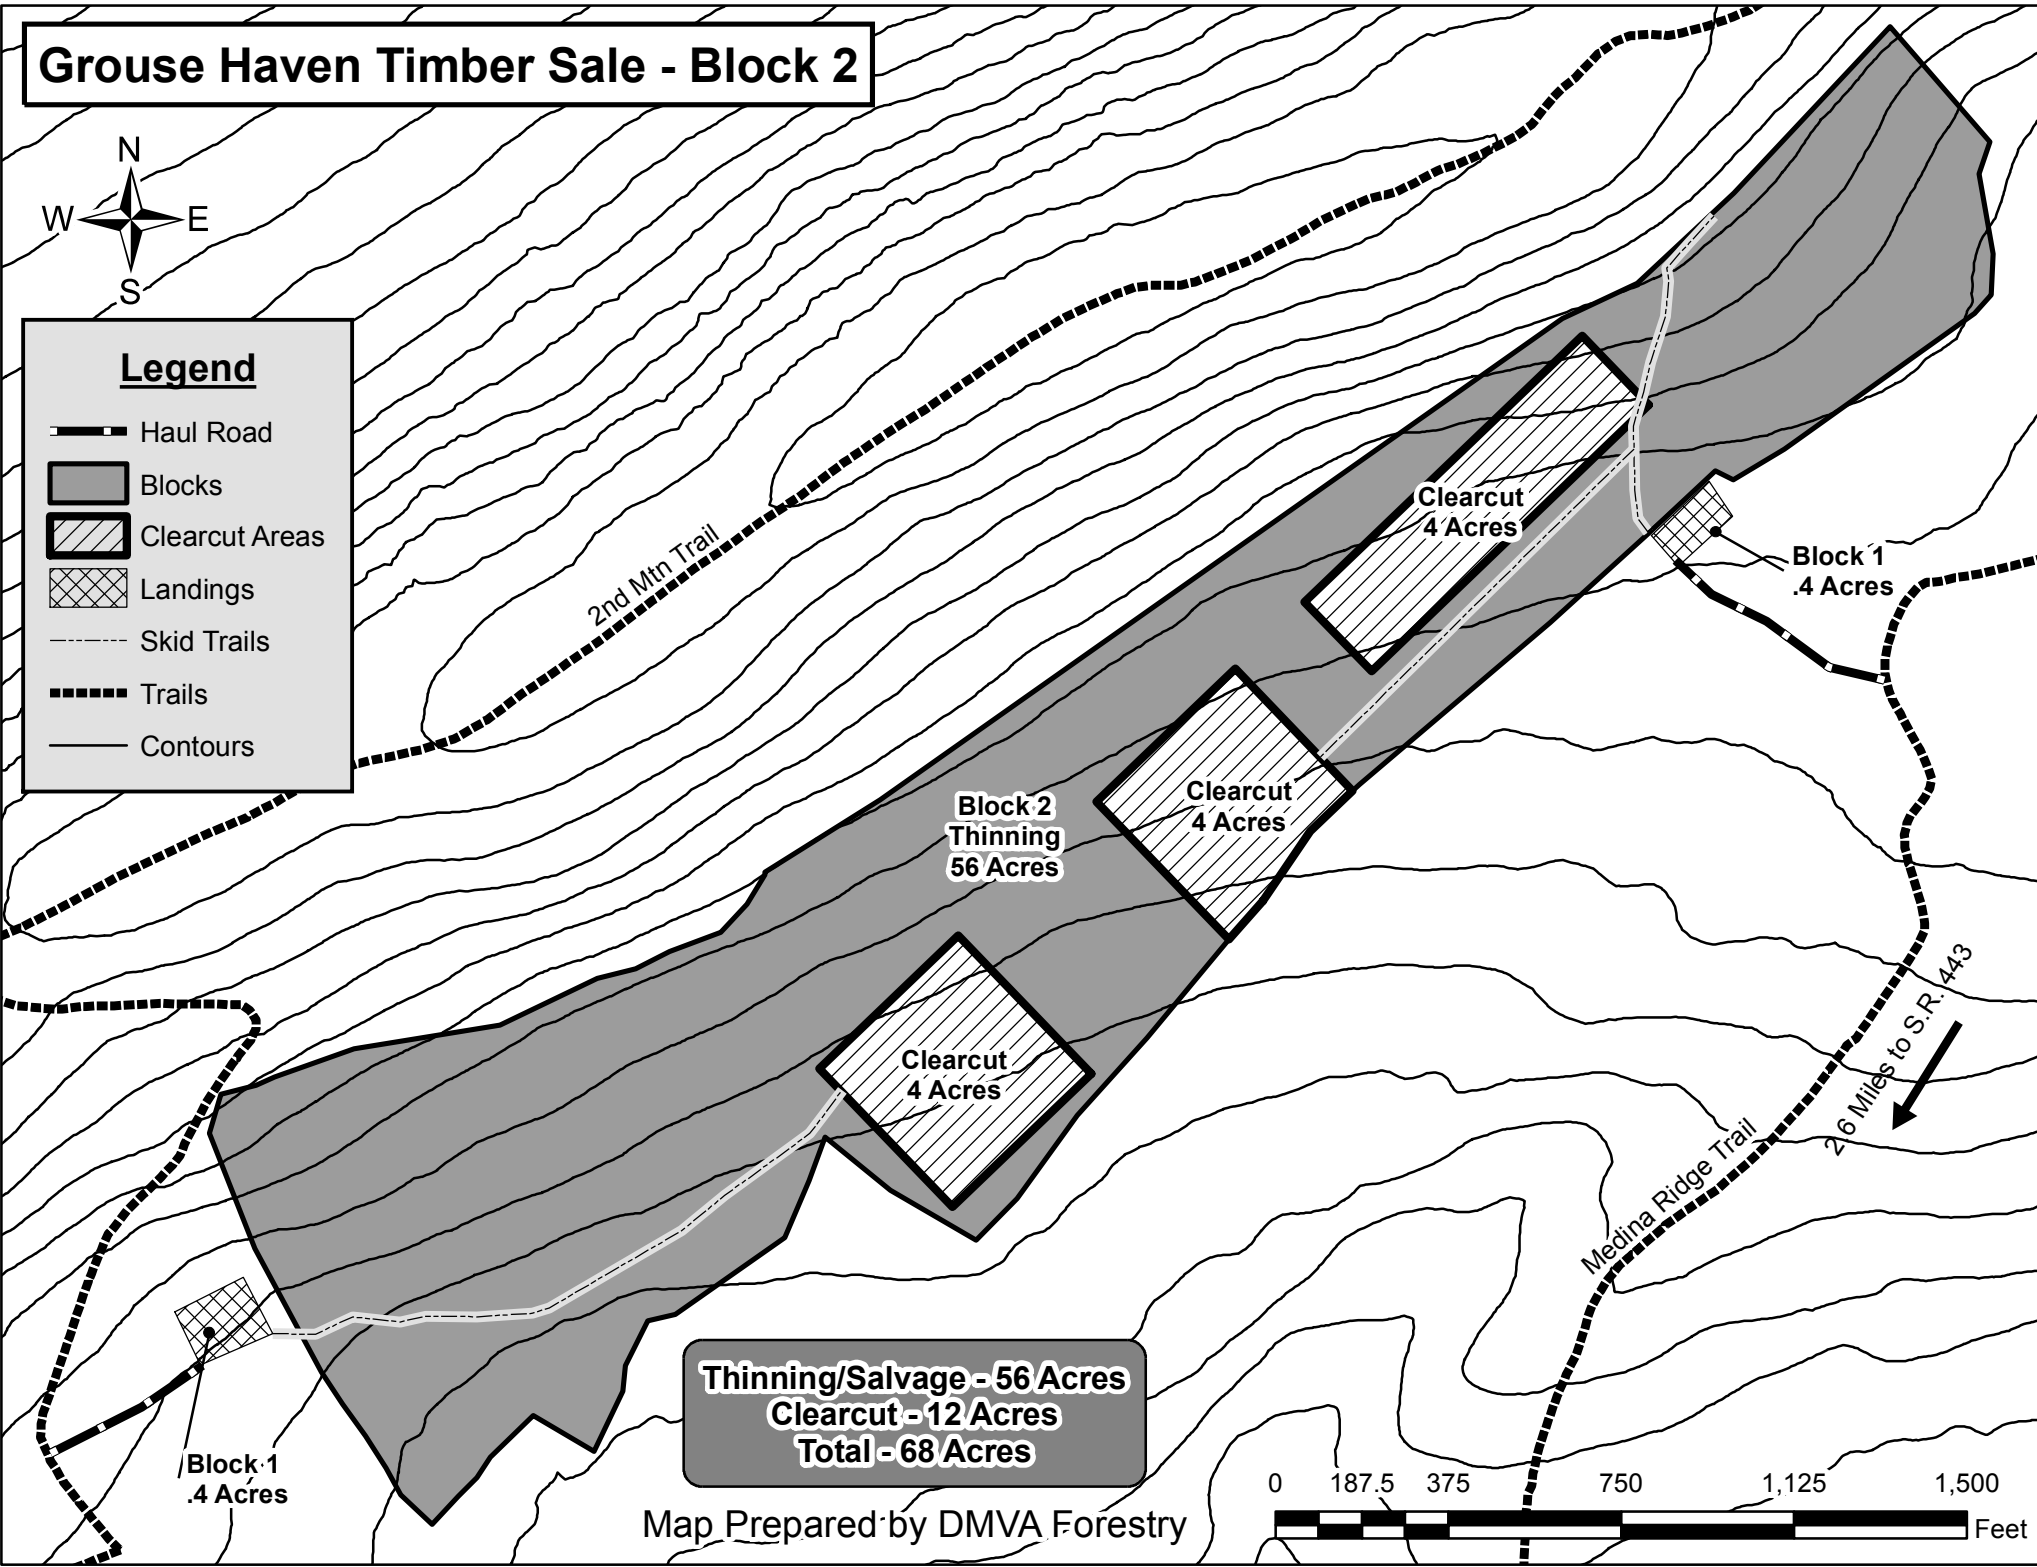 Grouse Haven Timber Sale - Block 2
N
W
E
S
Legend
Haul Road
Blocks
Clearcut Areas
Landings
Skid Trails
Trails
Contours
2nd Mtn Trail
Clearcut
4 Acres
Block 1
.4 Acres
Block 2
Thinning
56 Acres
Clearcut
4 Acres
Clearcut
4 Acres
2.6 Miles to S.R. 443
Medina Ridge Trail
Block 1
.4 Acres
Thinning/Salvage - 56 Acres
Clearcut - 12 Acres
Total - 68 Acres
Map Prepared by DMVA Forestry
0 187.5 375 750 1,125 1,500
Feet